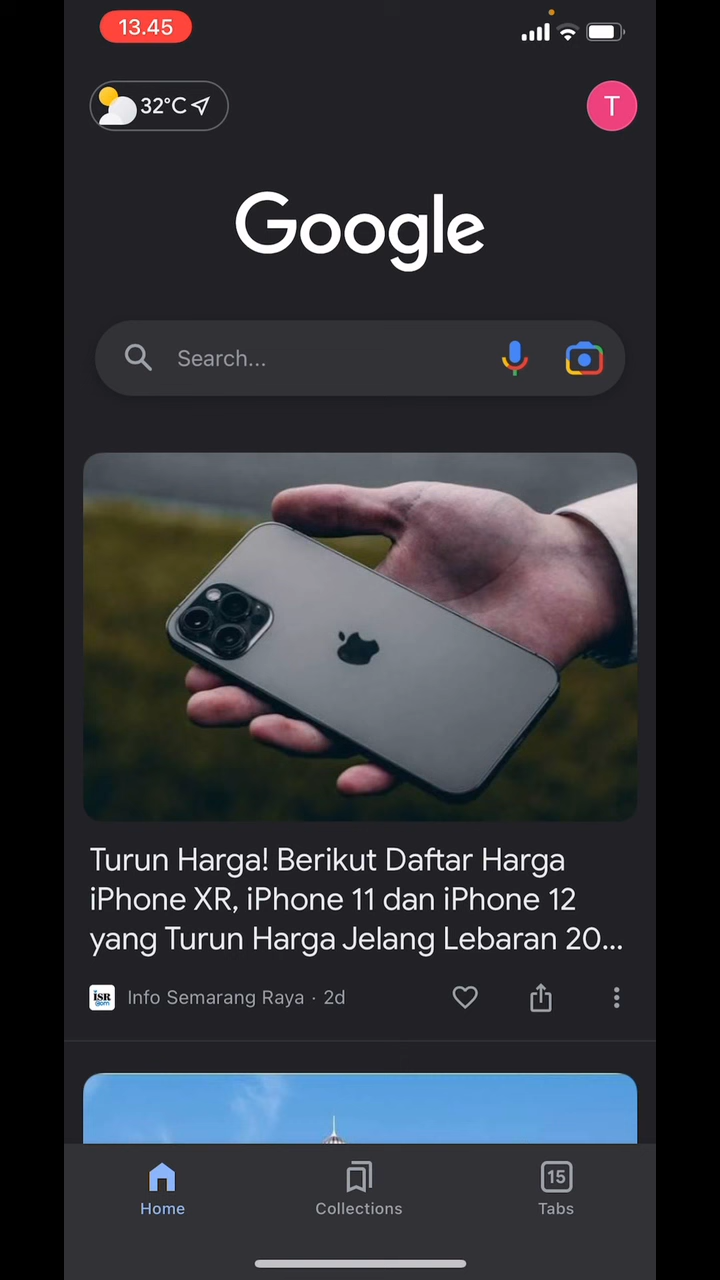 13.45
32°C
T
Google
Search...
Turun Harga! Berikut Daftar Harga
iPhone XR, iPhone 11 dan iPhone 12
yang Turun Harga Jelang Lebaran 20...
ISR
Info Semarang Raya · 2d
15
Home
Collections
Tabs